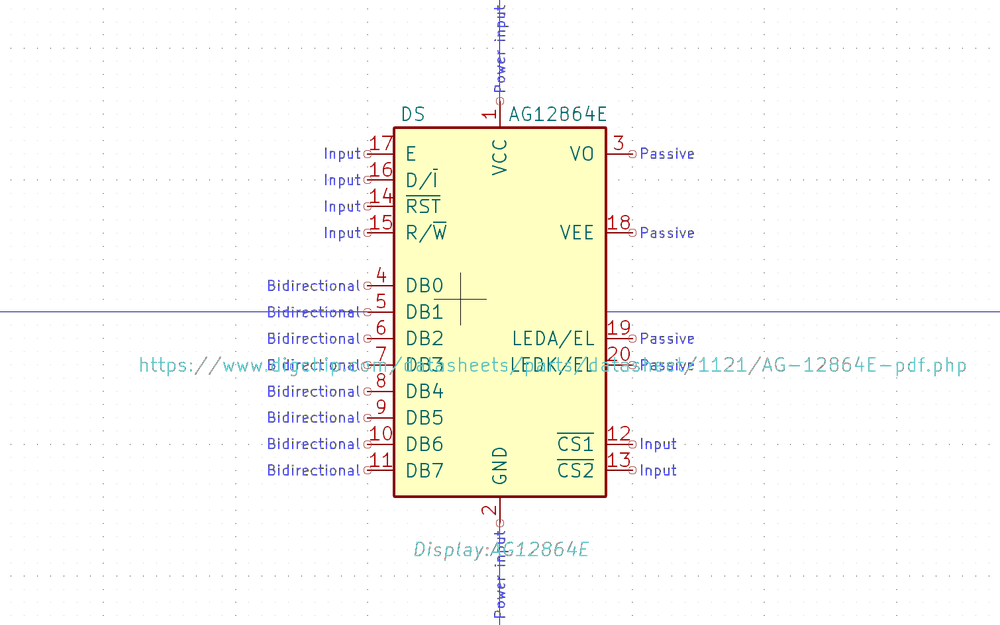 Power input
1
DS AG12864E
Input 17 E VCC VO 3 Passive
Input 16 D/I
Input 14 RST
Input 15 R/W VEE 18 Passive
Bidirectional 4 DB0
Bidirectional 5 DB1
Bidirectional 6 DB2 LEDA/EL 19 Passive
Bidirectional 7 DB3 LEDK/EL 20 Passive
https://www.digchip.com/datasheets/parts/datasheet/1121/AG-12864E-pdf.php
Bidirectional 8 DB4
Bidirectional 9 DB5
Bidirectional 10 DB6 CS1 12 Input
Bidirectional 11 DB7 GND CS2 13 Input
2
Display:AG12864E
Power input